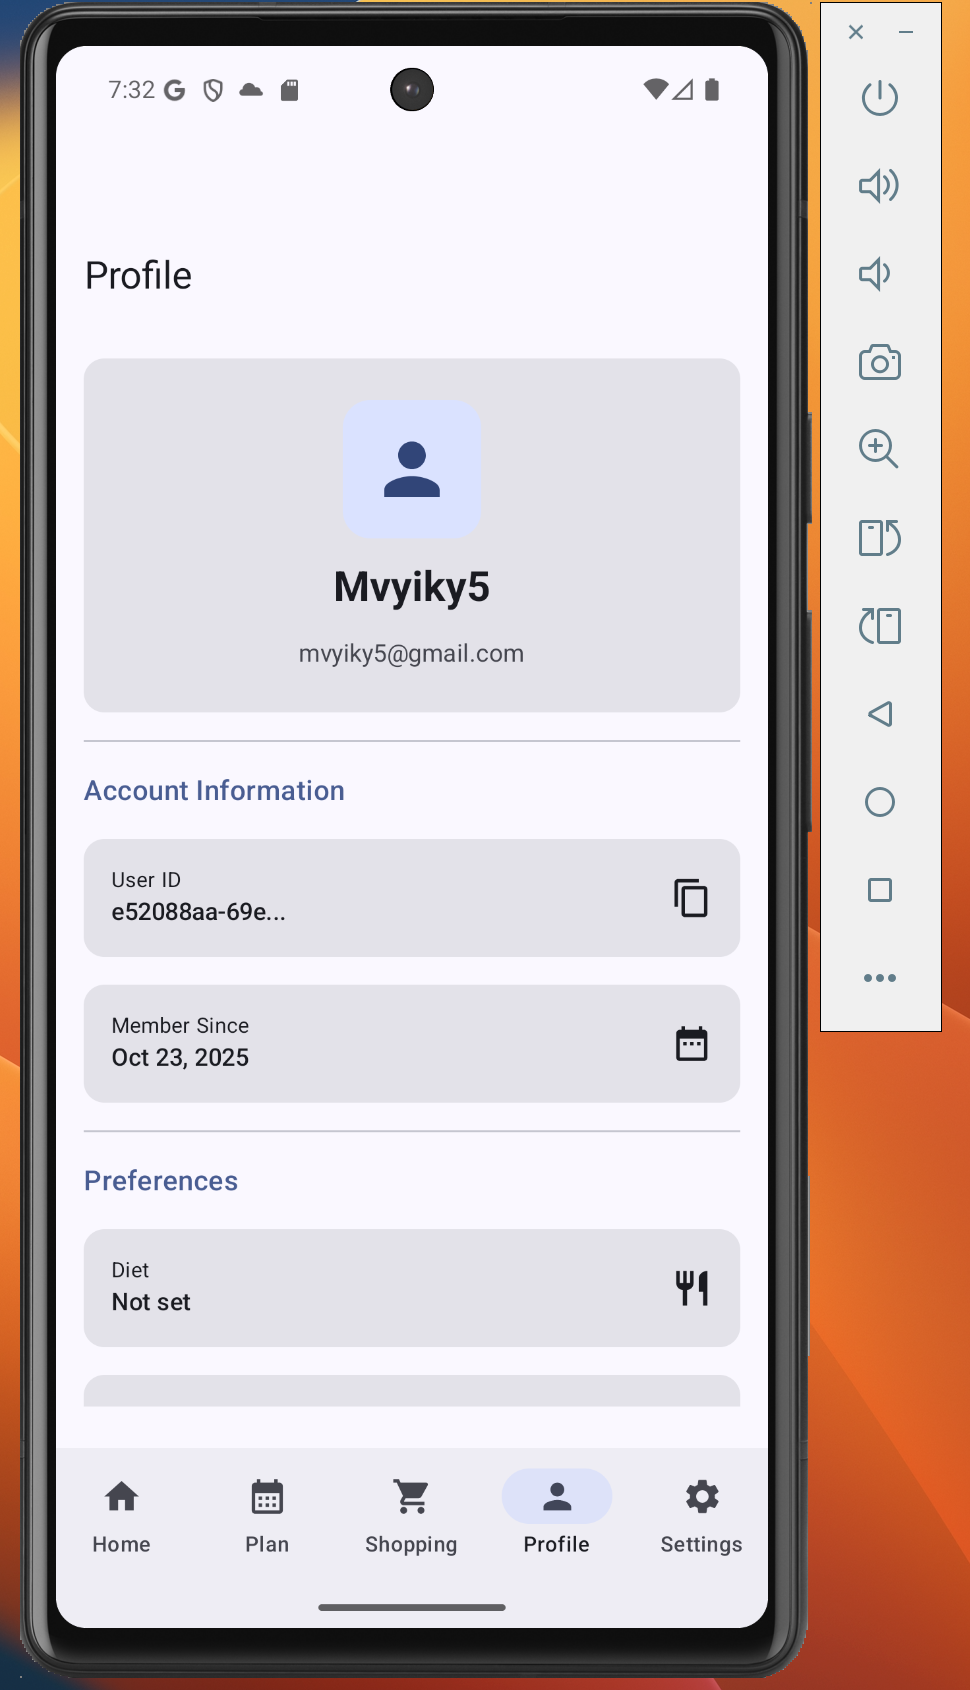 7:32
Profile
Mvyiky5
mvyiky5@gmail.com
Account Information
User ID
e52088aa-69e...
Member Since
Oct 23, 2025
Preferences
Diet
Not set
Home
Plan
Shopping
Profile
Settings